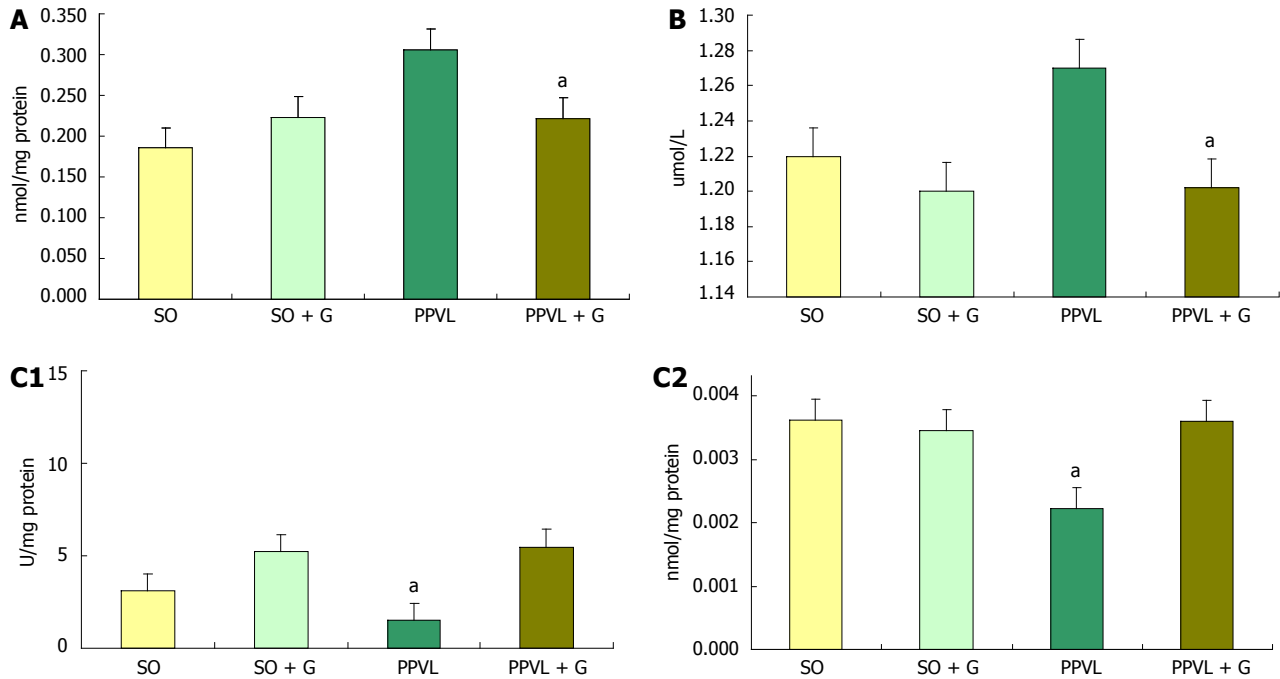 A
0.350
0.300
0.250
0.200
0.150
0.100
0.050
0.000
nmol/mg protein
a
SO
SO + G
PPVL
PPVL + G
B
1.30
1.28
1.26
1.24
1.22
1.20
1.18
1.16
1.14
umol/L
a
SO
SO + G
PPVL
PPVL + G
C1
15
10
5
0
U/mg protein
a
SO
SO + G
PPVL
PPVL + G
C2
0.004
0.003
0.002
0.001
0.000
nmol/mg protein
a
SO
SO + G
PPVL
PPVL + G